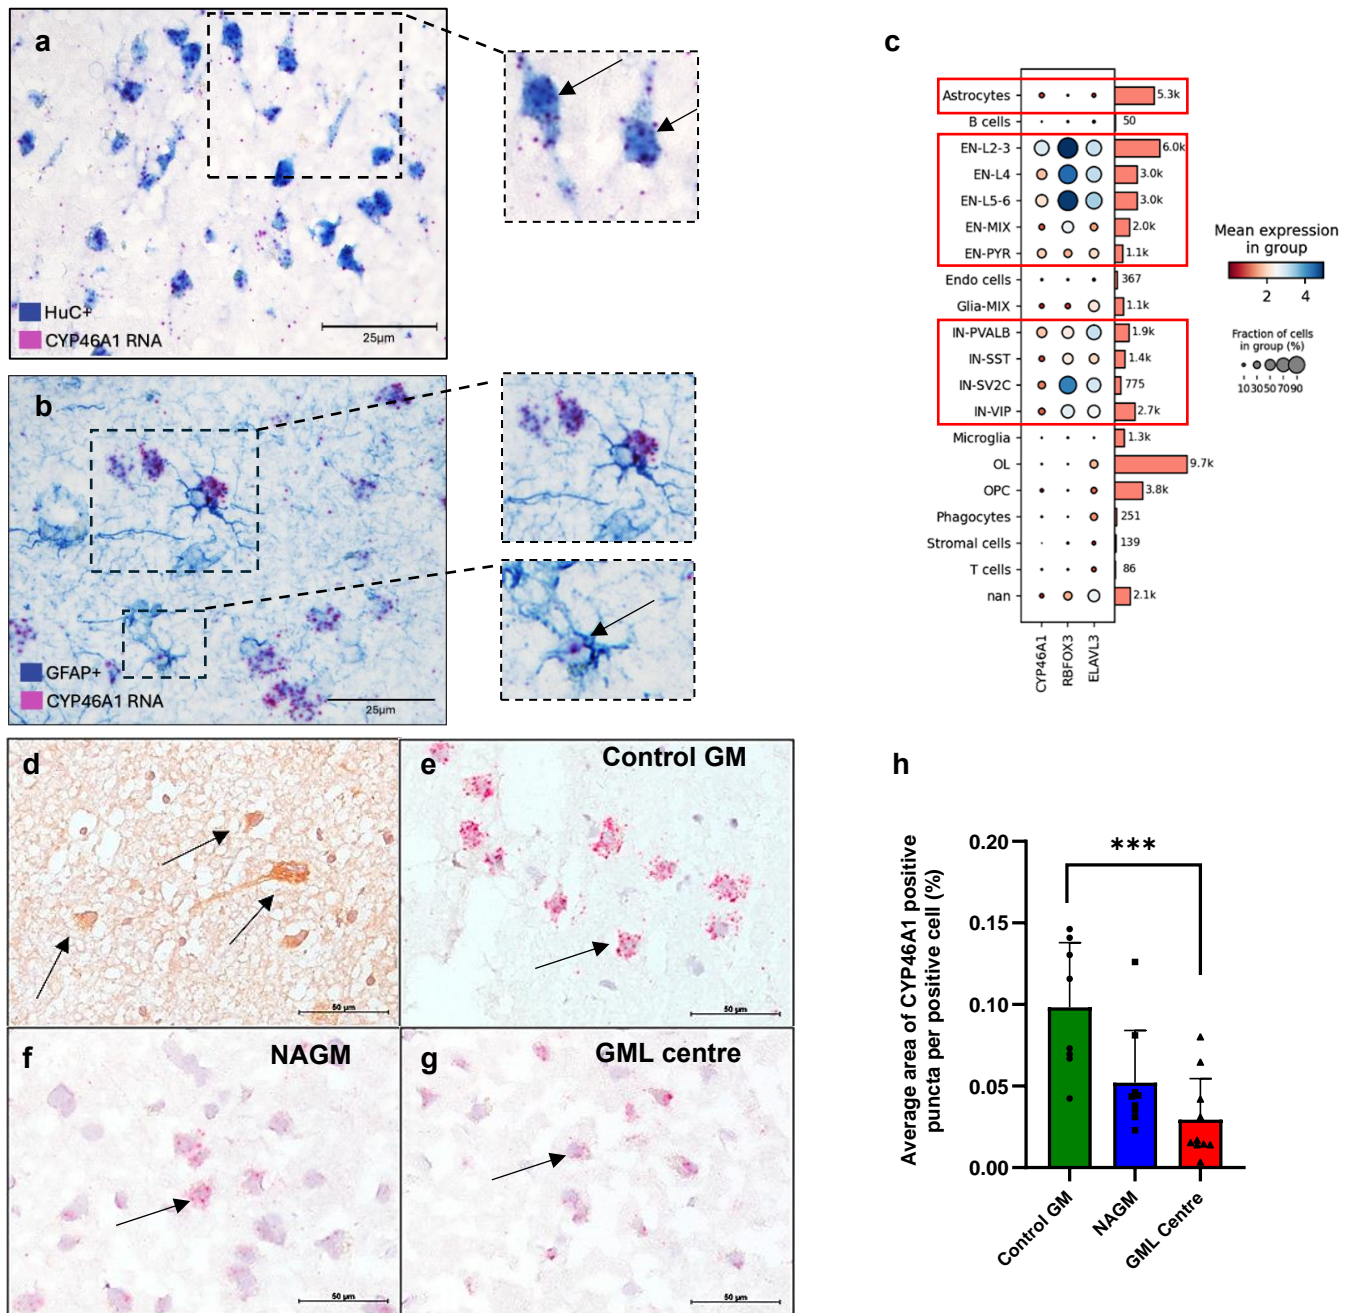 a
HuC+
CYP46A1 RNA
25µm
b
GFAP+
CYP46A1 RNA
25µm
c
Astrocytes
B cells
EN-L2-3
EN-L4
EN-L5-6
EN-MIX
EN-PYR
Endo cells
Glia-MIX
IN-PVALB
IN-SST
IN-SV2C
IN-VIP
Microglia
OL
OPC
Phagocytes
Stromal cells
T cells
nan
5.3k
50
6.0k
3.0k
3.0k
2.0k
1.1k
367
1.1k
1.9k
1.4k
775
2.7k
1.3k
9.7k
3.8k
251
139
86
2.1k
CYP46A1
RBFOX3
ELAVL3
Mean expression
in group
2 4
Fraction of cells
in group (%)
10 30 50 70 90
d
50 µm
e
Control GM
50 µm
f
NAGM
50 µm
g
GML centre
50 µm
h
Average area of CYP46A1 positive
puncta per positive cell (%)
0.20
0.15
0.10
0.05
0.00
***
Control GM
NAGM
GML Centre